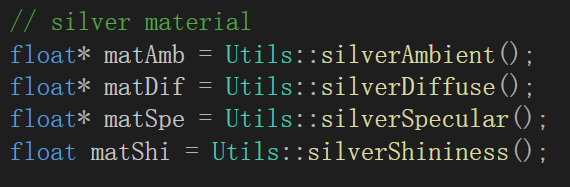 // silver material
float* matAmb = Utils::silverAmbient();
float* matDif = Utils::silverDiffuse();
float* matSpe = Utils::silverSpecular();
float matShi = Utils::silverShininess();